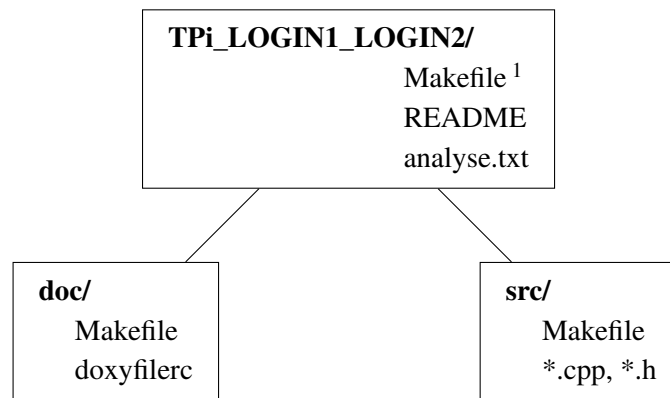 TPi_LOGIN1_LOGIN2/
Makefile 1
README
analyse.txt
doc/
Makefile
doxyfilerc
src/
Makefile
*.cpp, *.h